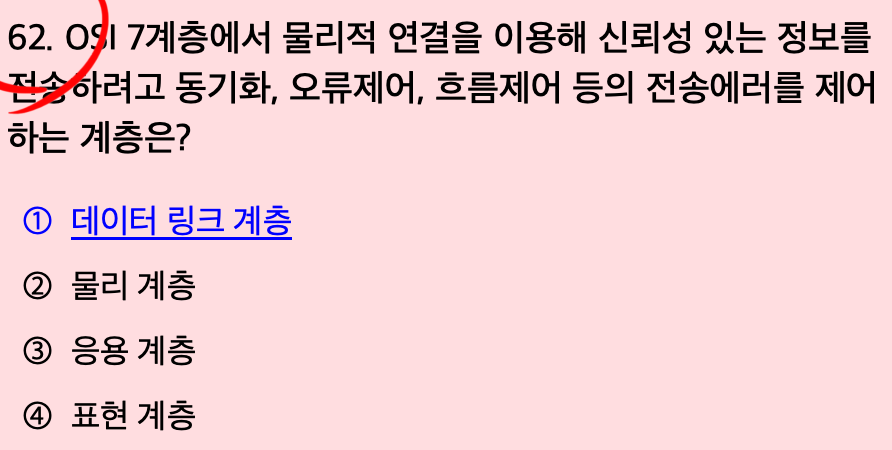 62. OSI 7계층에서 물리적 연결을 이용해 신뢰성 있는 정보를
전송하려고 동기화, 오류제어, 흐름제어 등의 전송에러를 제어
하는 계층은?
① 데이터 링크 계층
② 물리 계층
③ 응용 계층
④ 표현 계층